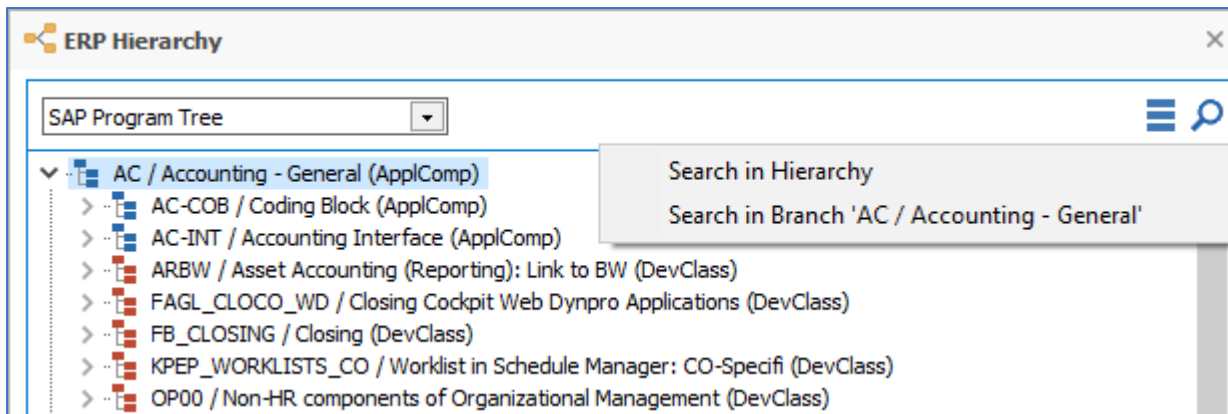 ERP Hierarchy
SAP Program Tree
Search in Hierarchy
Search in Branch 'AC / Accounting - General'
AC / Accounting - General (ApplComp)
AC-COB / Coding Block (ApplComp)
AC-INT / Accounting Interface (ApplComp)
ARBW / Asset Accounting (Reporting): Link to BW (DevClass)
FAGL_CLOCO_WD / Closing Cockpit Web Dynpro Applications (DevClass)
FB_CLOSING / Closing (DevClass)
KPEP_WORKLISTS_CO / Worklist in Schedule Manager: CO-Specifi (DevClass)
OP00 / Non-HR components of Organizational Management (DevClass)